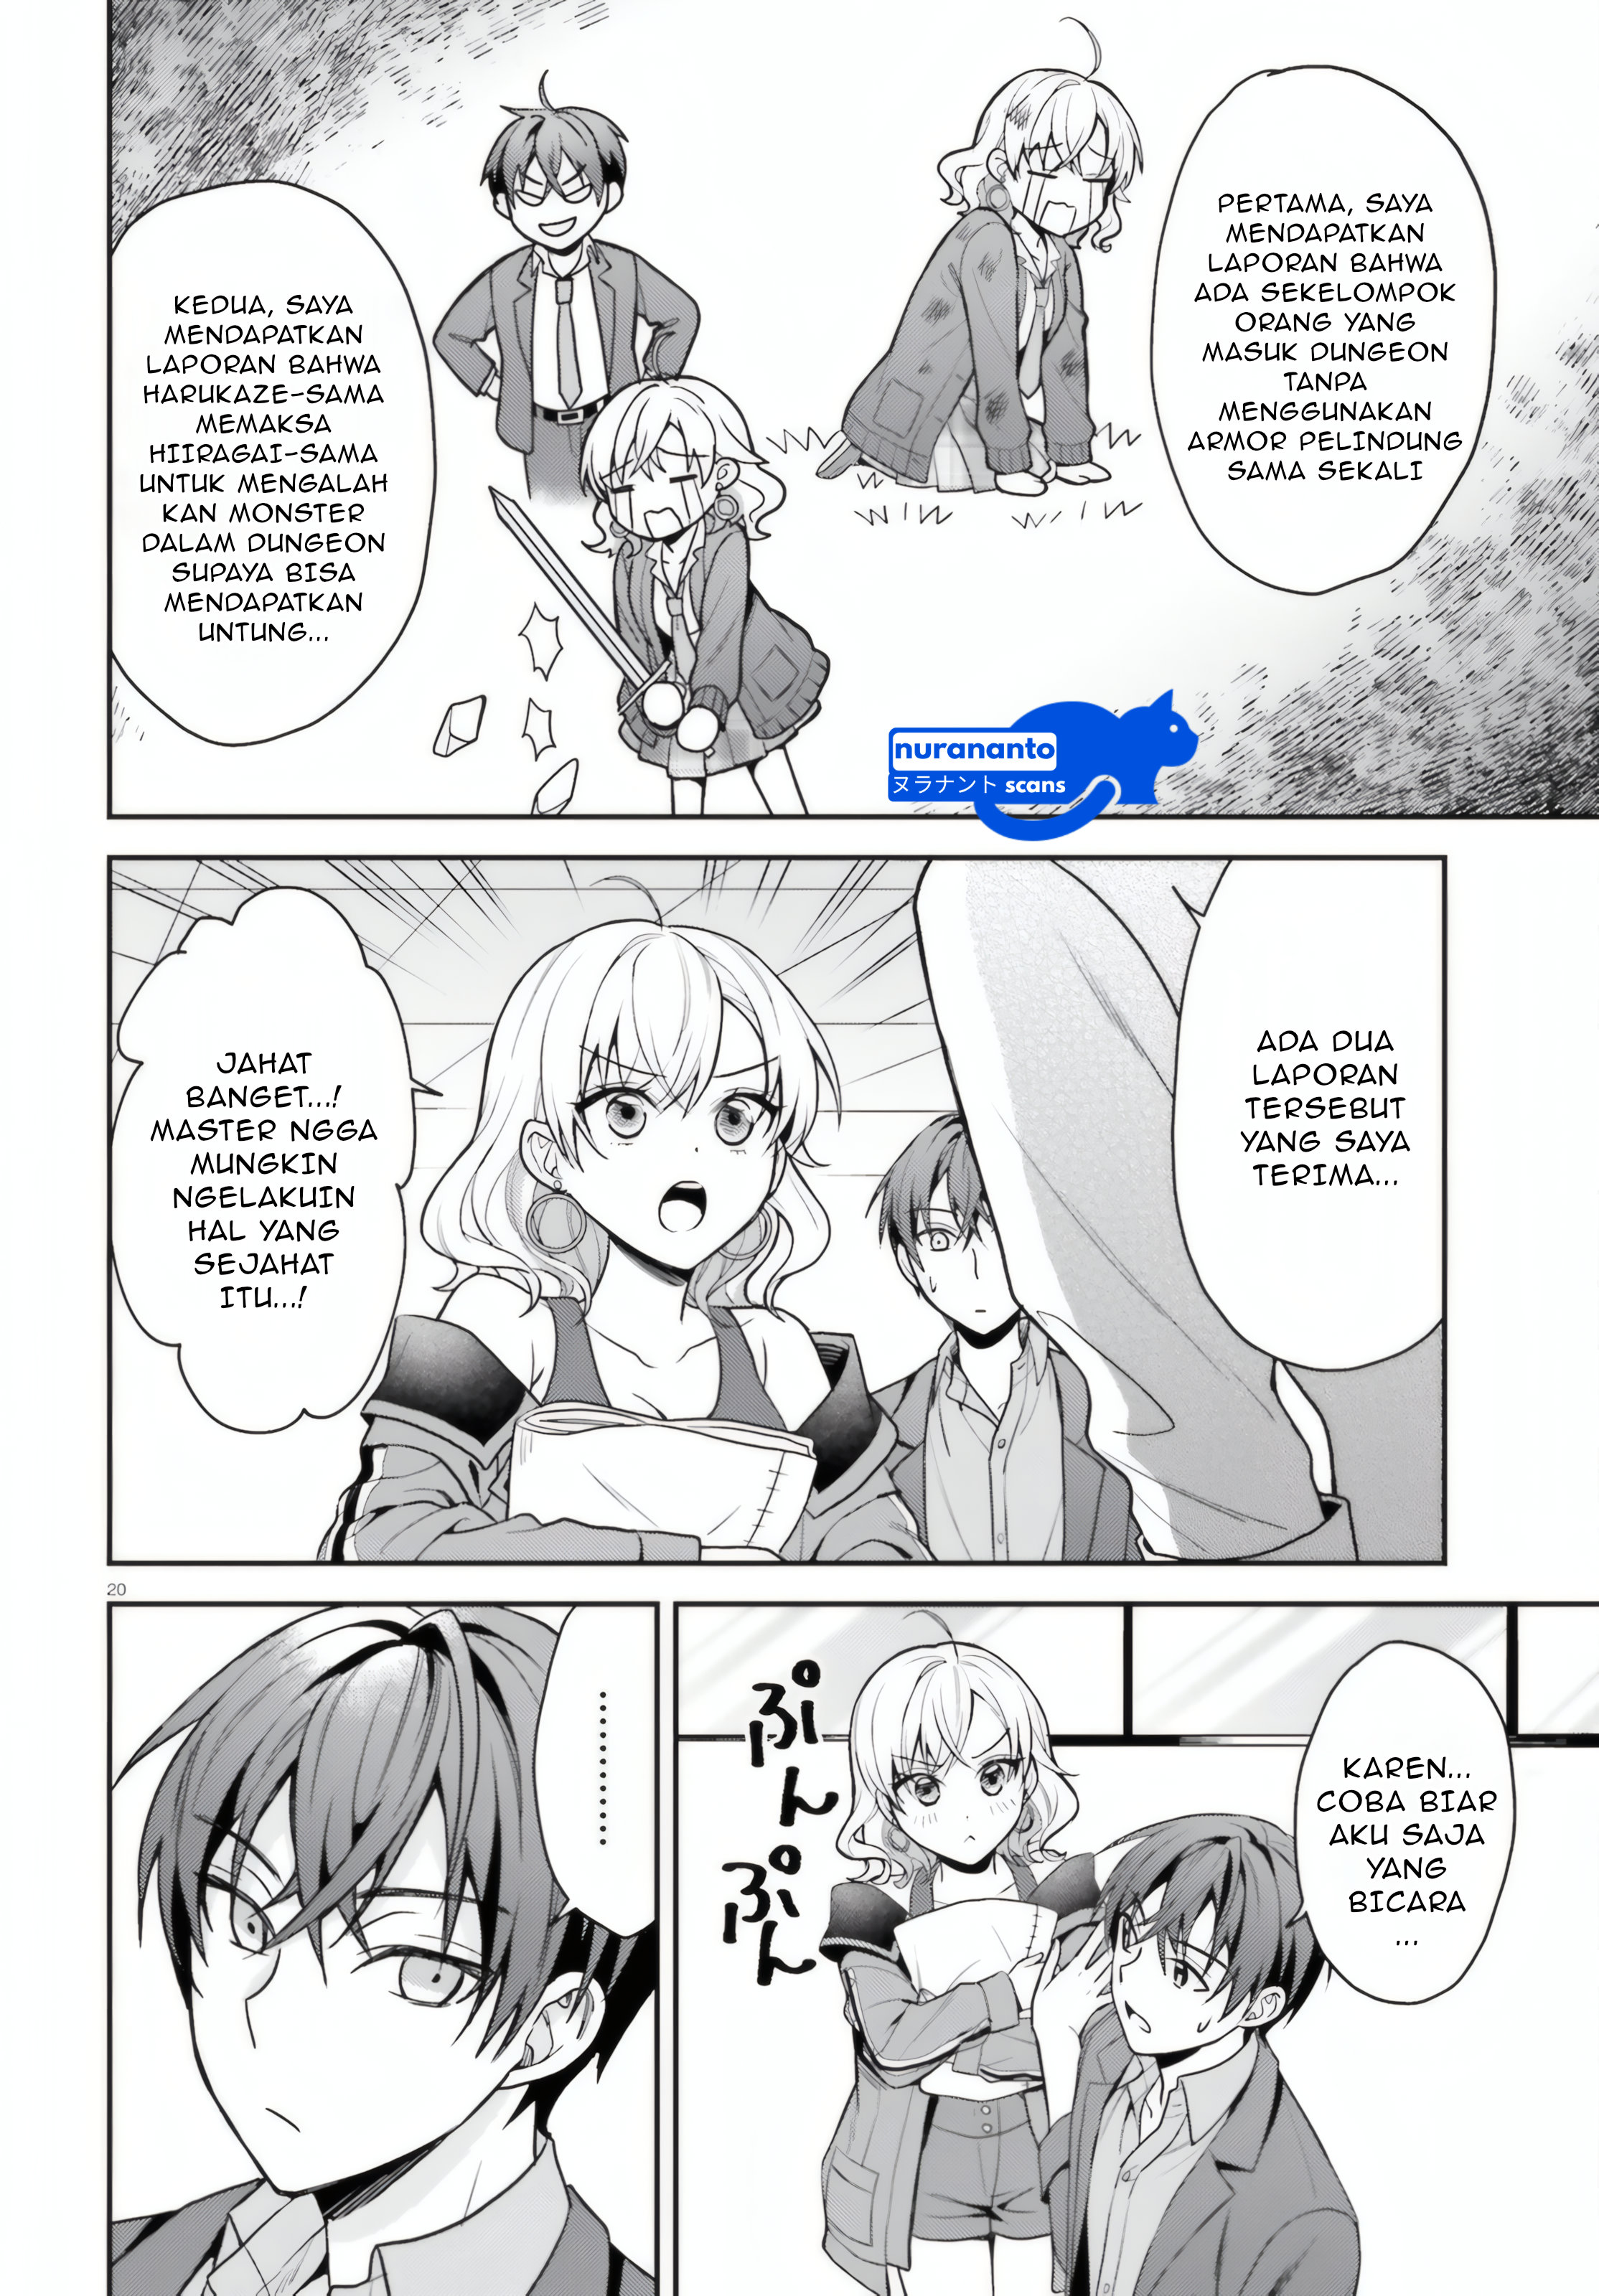 PERTAMA, SAYA
MENDAPATKAN
LAPORAN BAHWA
ADA SEKELOMPOK
ORANG YANG
MASUK DUNGEON
TANPA
MENGGUNAKAN
ARMOR PELINDUNG
SAMA SEKALI
KEDUA, SAYA
MENDAPATKAN
LAPORAN BAHWA
HARUKAZE-SAMA
MEMAKSA
HIIRAGAI-SAMA
UNTUK MENGALAH
KAN MONSTER
DALAM DUNGEON
SUPAYA BISA
MENDAPATKAN
UNTUNG...
nurananto
ヌラナント scans
ADA DUA
LAPORAN
TERSEBUT
YANG SAYA
TERIMA...
JAHAT
BANGET...!
MASTER NGGA
MUNGKIN
NGELAKUIN
HAL YANG
SEJAHAT
ITU...!
20
KAREN...
COBA BIAR
AKU SAJA
YANG
BICARA
...
ぷん
ぷん
..........